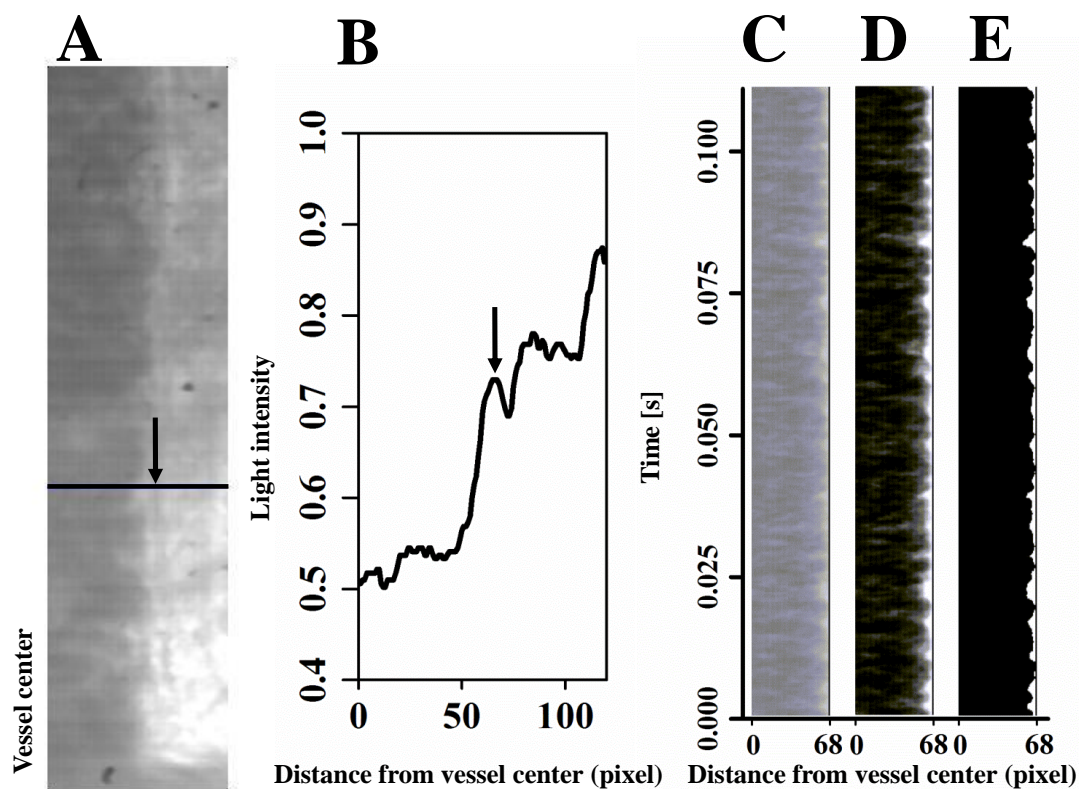 A
B
C
D
E
Vessel center
Light intensity
1.0
0.9
0.8
0.7
0.6
0.5
0.4
0
50
100
Distance from vessel center (pixel)
Time [s]
0.100
0.075
0.050
0.025
0.000
0 68 0 68 0 68
Distance from vessel center (pixel)